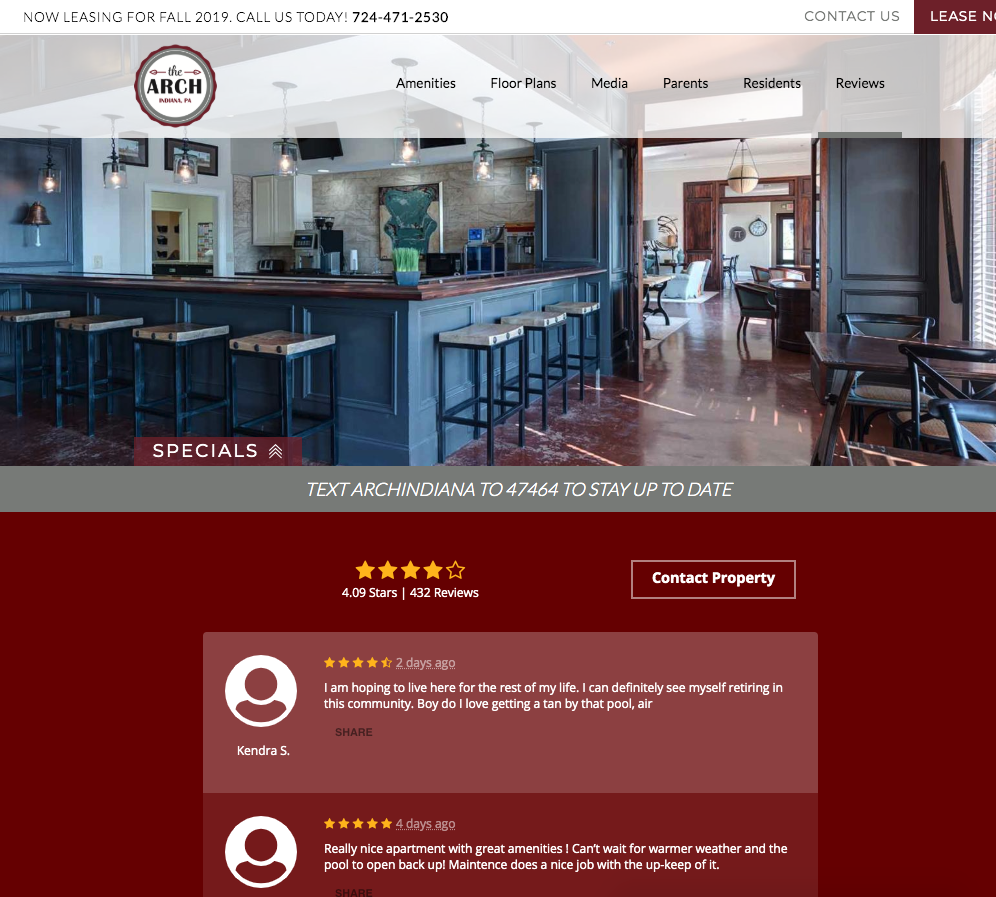 NOW LEASING FOR FALL 2019. CALL US TODAY! 724-471-2530
CONTACT US
LEASE NO
the
ARCH
INDIANA, PA
Amenities
Floor Plans
Media
Parents
Residents
Reviews
SPECIALS
TEXT ARCHINDIANA TO 47464 TO STAY UP TO DATE
4.09 Stars | 432 Reviews
Contact Property
2 days ago
I am hoping to live here for the rest of my life. I can definitely see myself retiring in
this community. Boy do I love getting a tan by that pool, air
SHARE
Kendra S.
4 days ago
Really nice apartment with great amenities ! Can't wait for warmer weather and the
pool to open back up! Maintence does a nice job with the up-keep of it.
SHARE